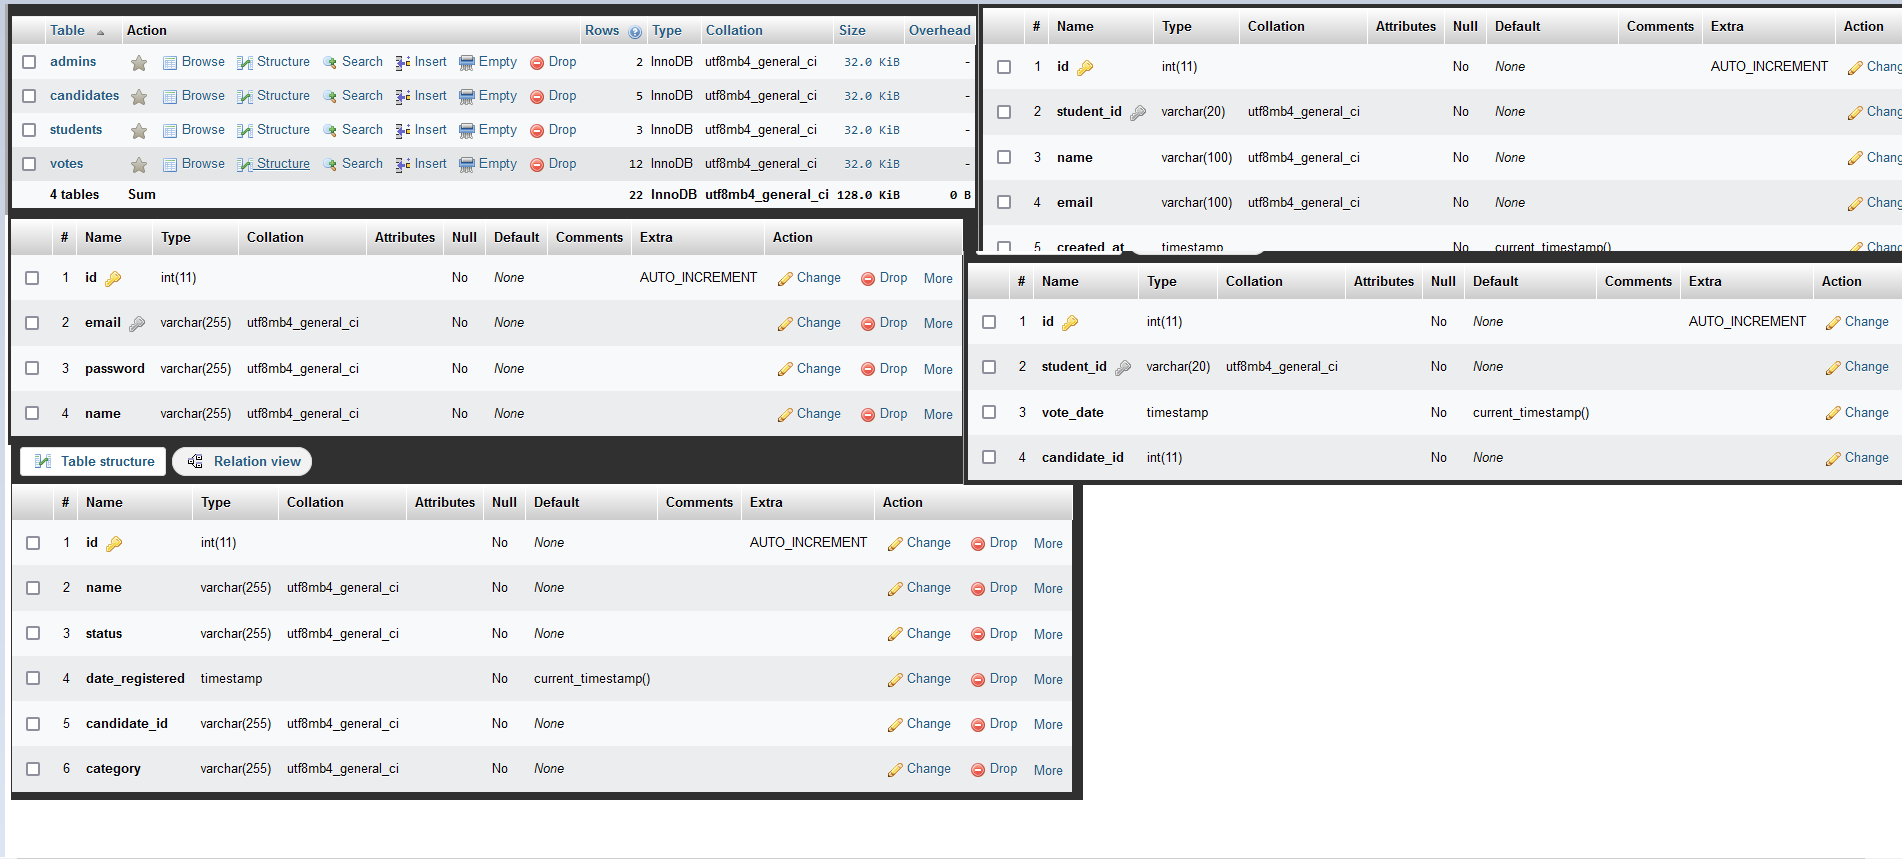 Table Action Rows Type Collation Size Overhead
admins Browse Structure Search Insert Empty Drop 2 InnoDB utf8mb4_general_ci 32.0 KiB -
candidates Browse Structure Search Insert Empty Drop 5 InnoDB utf8mb4_general_ci 32.0 KiB -
students Browse Structure Search Insert Empty Drop 3 InnoDB utf8mb4_general_ci 32.0 KiB -
votes Browse Structure Search Insert Empty Drop 12 InnoDB utf8mb4_general_ci 32.0 KiB -
4 tables Sum 22 InnoDB utf8mb4_general_ci 128.0 KiB 0 B
# Name Type Collation Attributes Null Default Comments Extra Action
1 id int(11) No None AUTO_INCREMENT Chang
2 student_id varchar(20) utf8mb4_general_ci No None Chang
3 name varchar(100) utf8mb4_general_ci No None Chang
4 email varchar(100) utf8mb4_general_ci No None Chang
5 created_at timestamp No current_timestamp() Chang
# Name Type Collation Attributes Null Default Comments Extra Action
1 id int(11) No None AUTO_INCREMENT Change Drop More
2 email varchar(255) utf8mb4_general_ci No None Change Drop More
3 password varchar(255) utf8mb4_general_ci No None Change Drop More
4 name varchar(255) utf8mb4_general_ci No None Change Drop More
# Name Type Collation Attributes Null Default Comments Extra Action
1 id int(11) No None AUTO_INCREMENT Change
2 student_id varchar(20) utf8mb4_general_ci No None Change
3 vote_date timestamp No current_timestamp() Change
4 candidate_id int(11) No None Change
Table structure Relation view
# Name Type Collation Attributes Null Default Comments Extra Action
1 id int(11) No None AUTO_INCREMENT Change Drop More
2 name varchar(255) utf8mb4_general_ci No None Change Drop More
3 status varchar(255) utf8mb4_general_ci No None Change Drop More
4 date_registered timestamp No current_timestamp() Change Drop More
5 candidate_id varchar(255) utf8mb4_general_ci No None Change Drop More
6 category varchar(255) utf8mb4_general_ci No None Change Drop More